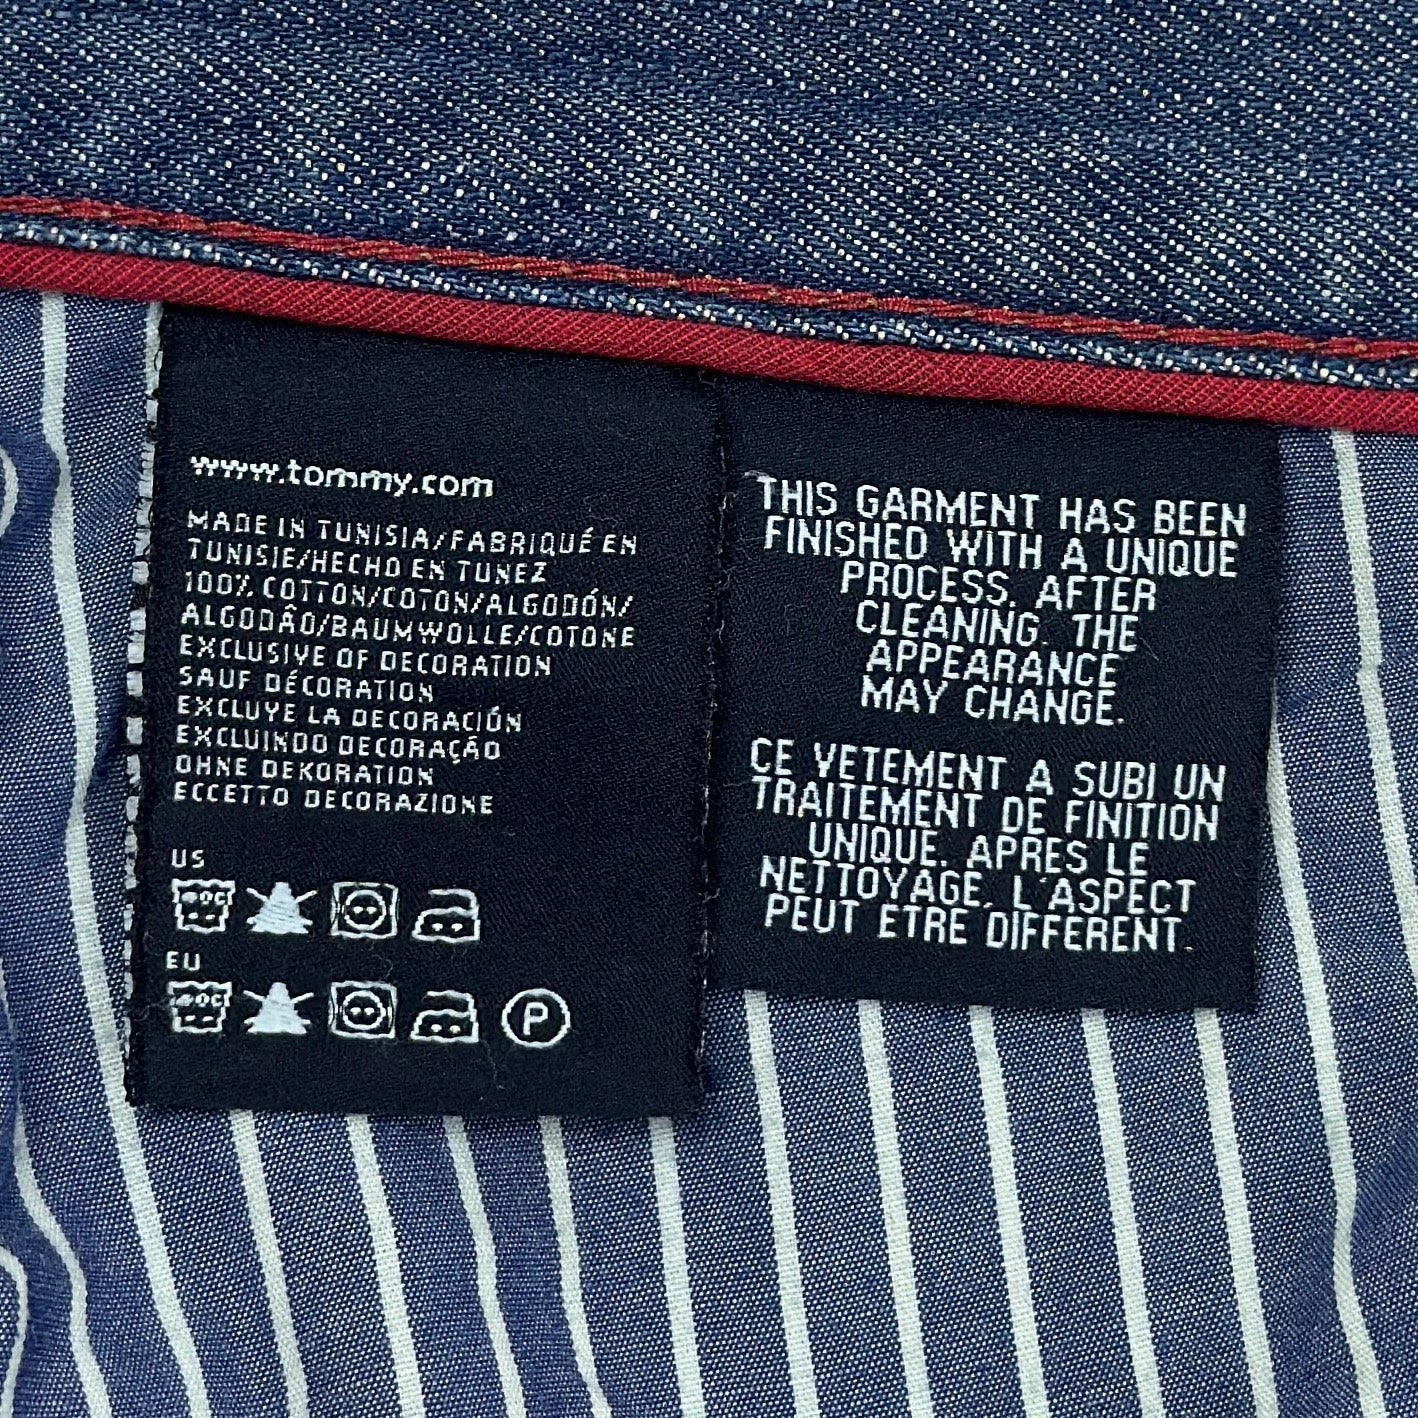 www.tommy.com
MADE IN TUNISIA/FABRIQUÉ EN
TUNISIE/HECHO EN TUNEZ
100% COTTON/COTON/ALGODÓN/
ALGODÂO/BAUMWOLLE/COTONE
EXCLUSIVE OF DECORATION
SAUF DÉCORATION
EXCLUYE LA DECORACIÓN
EXCLUINDO DECORAÇÃO
OHNE DEKORATION
ECCETTO DECORAZIONE
US
EU
P
THIS GARMENT HAS BEEN
FINISHED WITH A UNIQUE
PROCESS. AFTER
CLEANING. THE
APPEARANCE
MAY CHANGE.
CE VETEMENT A SUBI UN
TRAITEMENT DE FINITION
UNIQUE. APRES LE
NETTOYAGE. L'ASPECT
PEUT ETRE DIFFERENT.